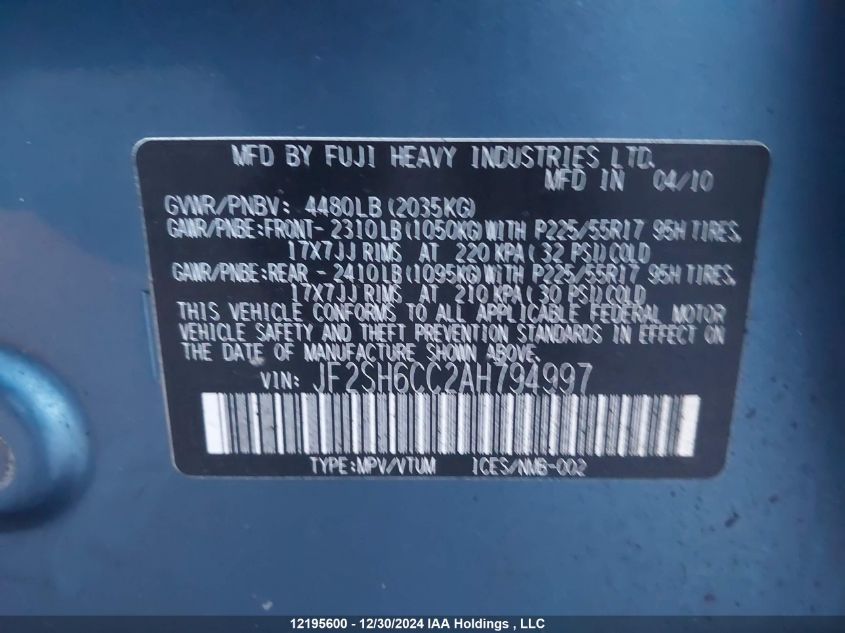 MFD BY FUJI HEAVY INDUSTRIES LTD.
MFD IN 04/10
GVWR/PNBV: 4480LB(2035KG)
GAWR/PNBE:FRONT- 2310LB(1050KG)WITH P225/55R17 95H TIRES,
17X7JJ RIMS AT 220 KPA(32 PSI)COLD
GAWR/PNBE:REAR - 2410LB(1095KG)WITH P225/55R17 95H TIRES,
17X7JJ RIMS AT 210 KPA(30 PSI)COLD
THIS VEHICLE CONFORMS TO ALL APPLICABLE FEDERAL MOTOR
VEHICLE SAFETY AND THEFT PREVENTION STANDARDS IN EFFECT ON
THE DATE OF MANUFACTURE SHOWN ABOVE.
VIN: JF2SH6CC2AH794997
TYPE:MPV/VTUM ICES/NMB-002
12195600 - 12/30/2024 IAA Holdings , LLC